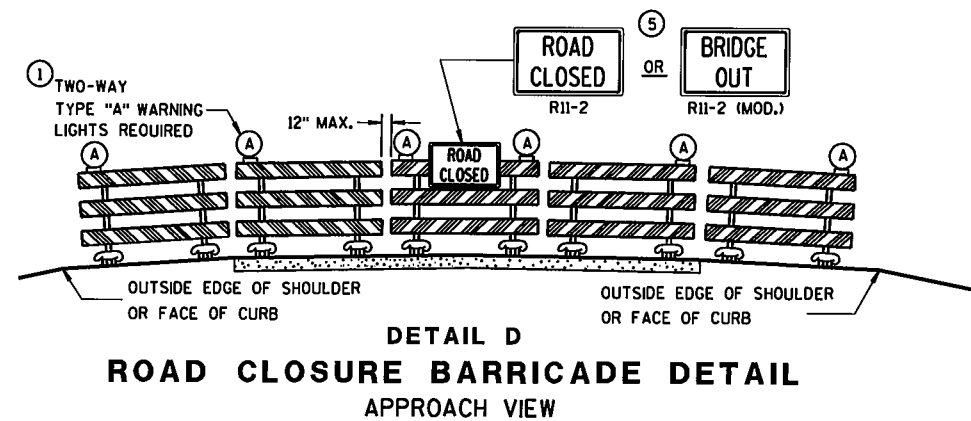 5
ROAD
CLOSED
OR
BRIDGE
OUT
R11-2
R11-2 (MOD.)
1
TWO-WAY
TYPE "A" WARNING
LIGHTS REQUIRED
12" MAX.
A
A
A
A
A
A
ROAD
CLOSED
OUTSIDE EDGE OF SHOULDER
OR FACE OF CURB
OUTSIDE EDGE OF SHOULDER
OR FACE OF CURB
DETAIL D
ROAD CLOSURE BARRICADE DETAIL
APPROACH VIEW